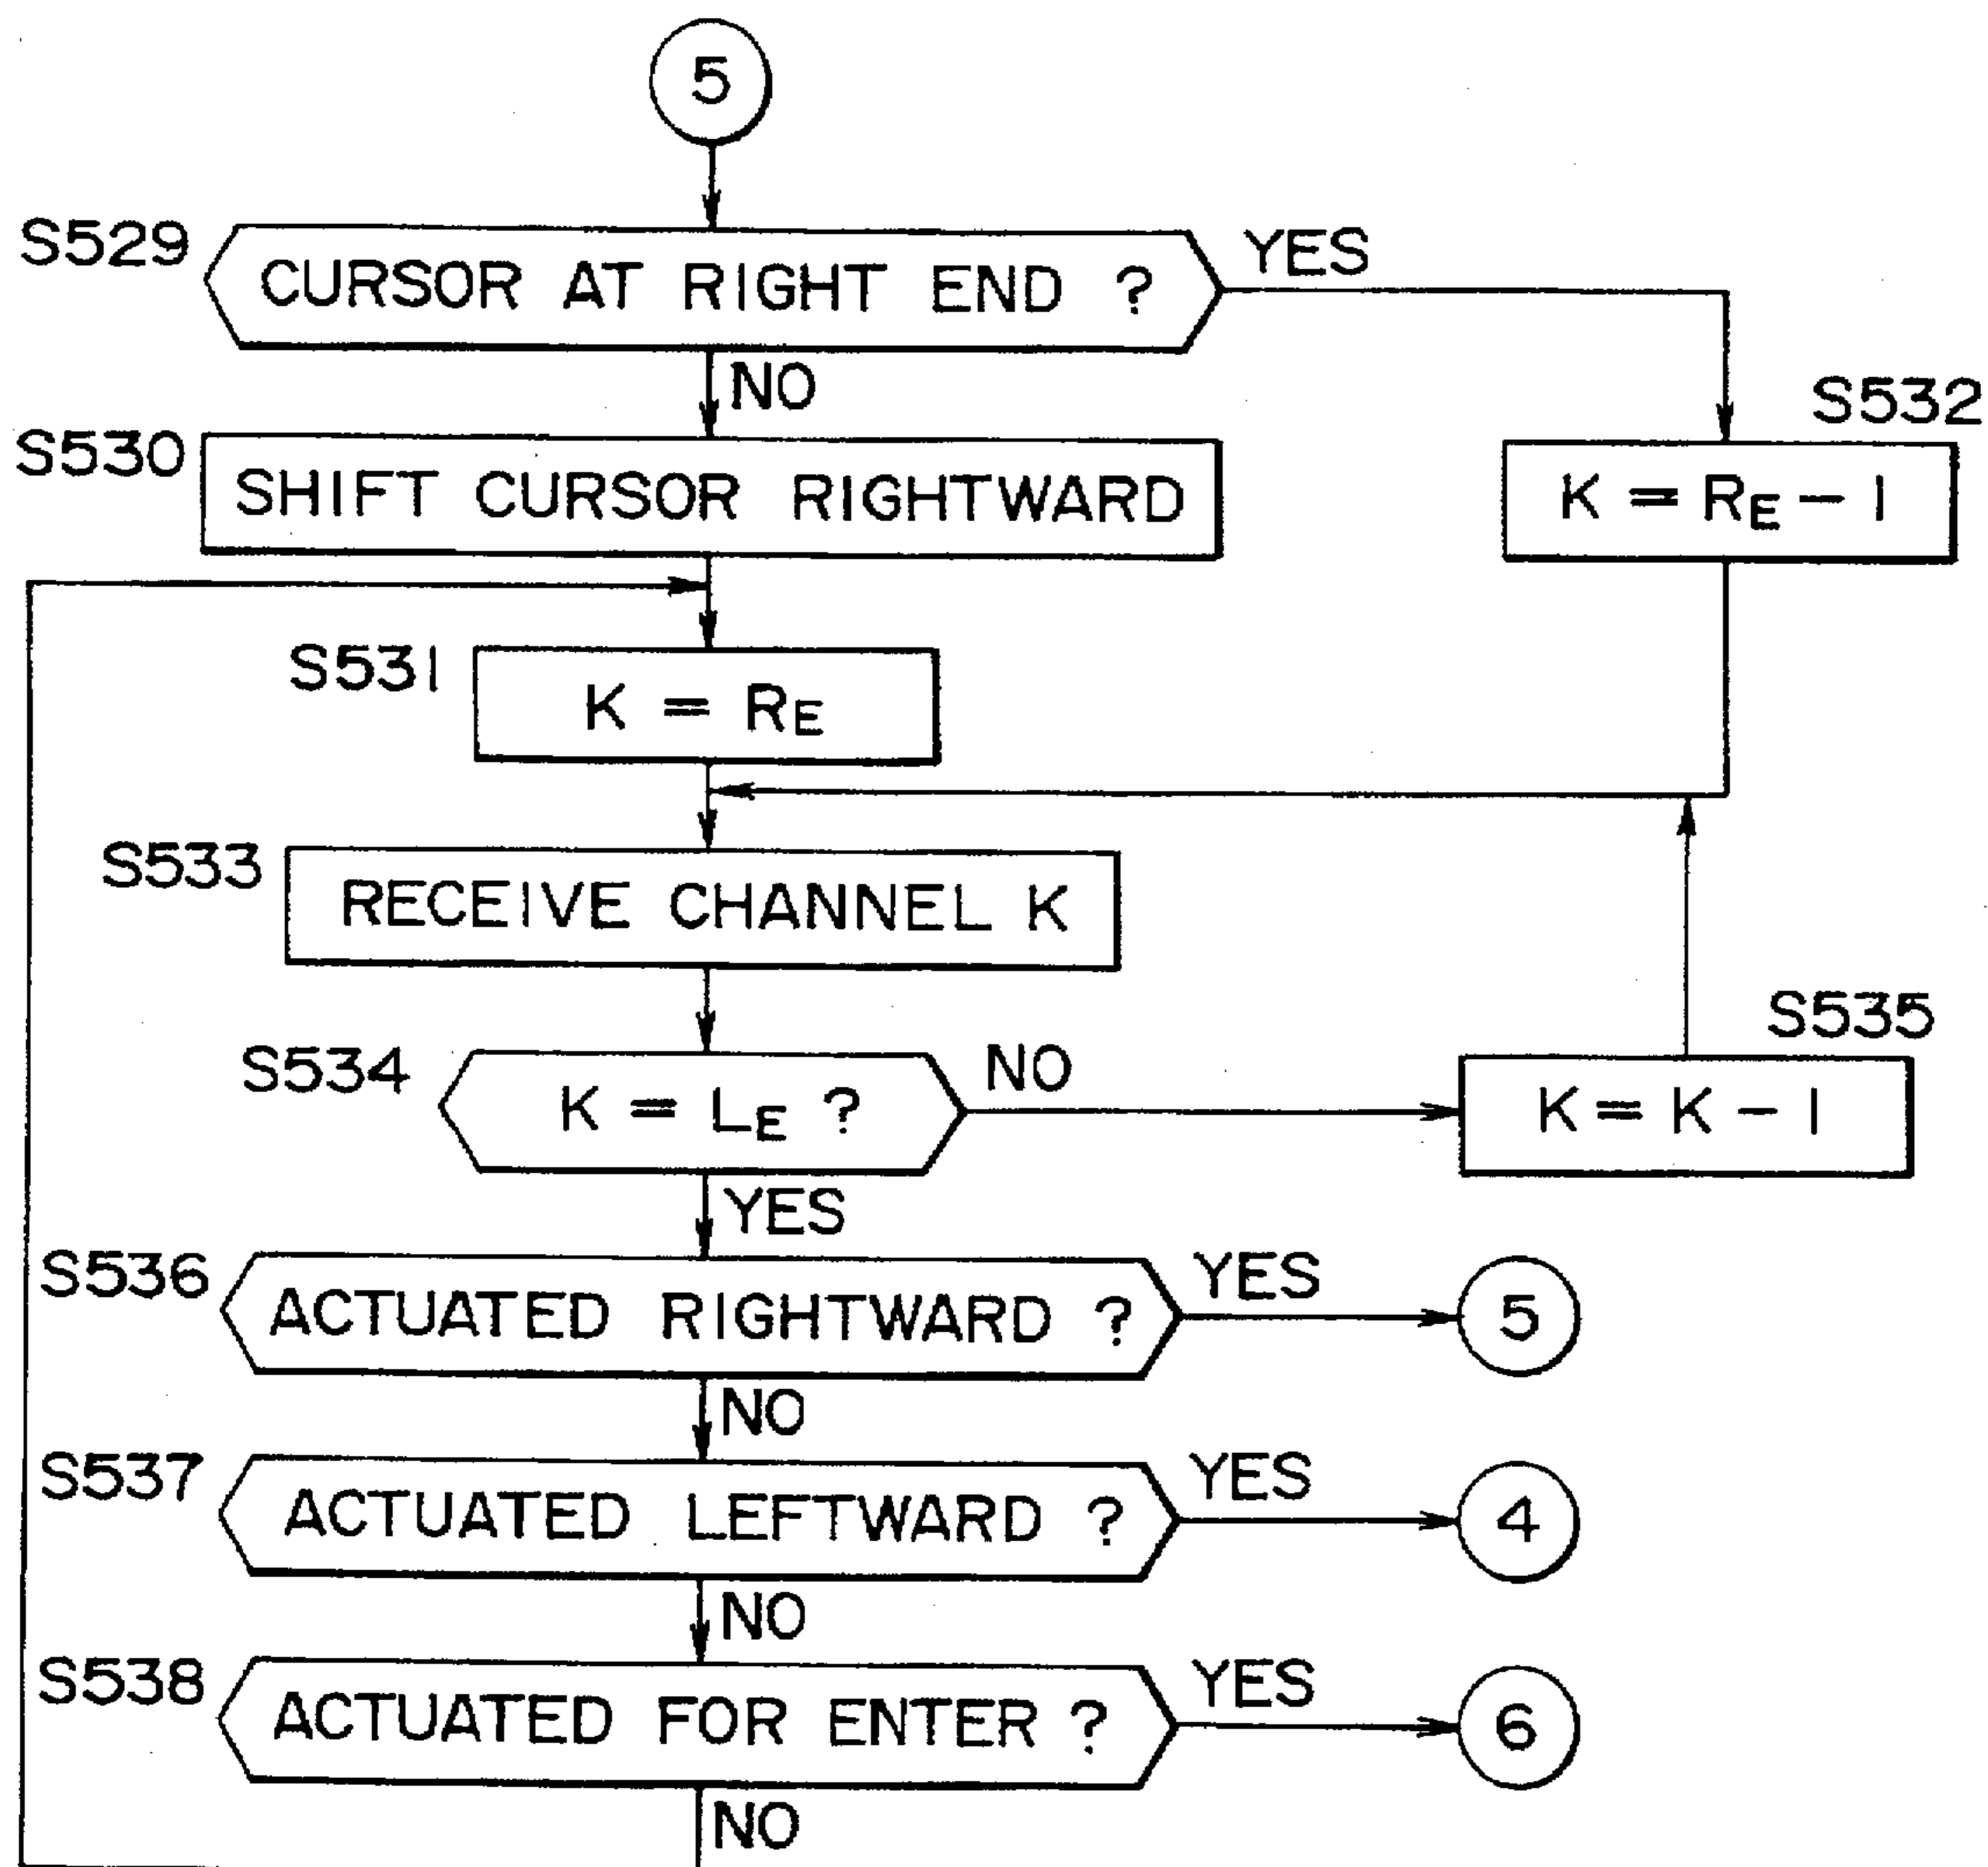 5
S529
CURSOR AT RIGHT END ?
YES
NO
S530
SHIFT CURSOR RIGHTWARD
S532
K = RE - 1
S531
K = RE
S533
RECEIVE CHANNEL K
S534
K = LE ?
NO
S535
K = K - 1
YES
S536
ACTUATED RIGHTWARD ?
YES
5
NO
S537
ACTUATED LEFTWARD ?
YES
4
NO
S538
ACTUATED FOR ENTER ?
YES
6
NO